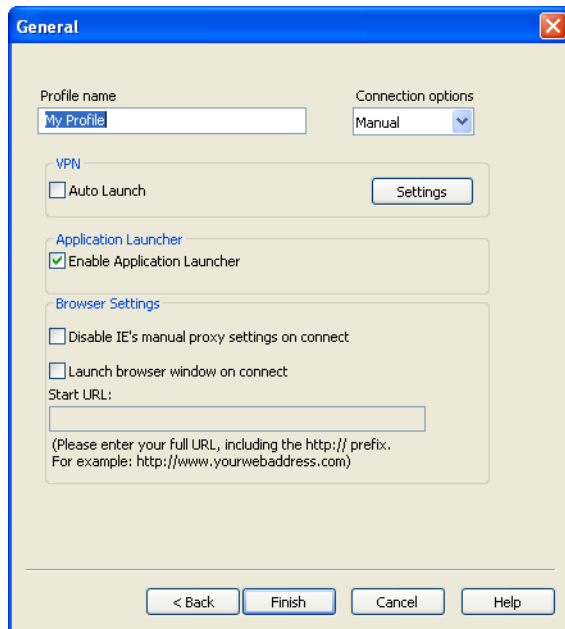 General
Profile name
Connection options
My Profile
Manual
VPN
Auto Launch
Settings
Application Launcher
Enable Application Launcher
Browser Settings
Disable IE's manual proxy settings on connect
Launch browser window on connect
Start URL:
(Please enter your full URL, including the http:// prefix.
For example: http://www.yourwebaddress.com)
< Back
Finish
Cancel
Help